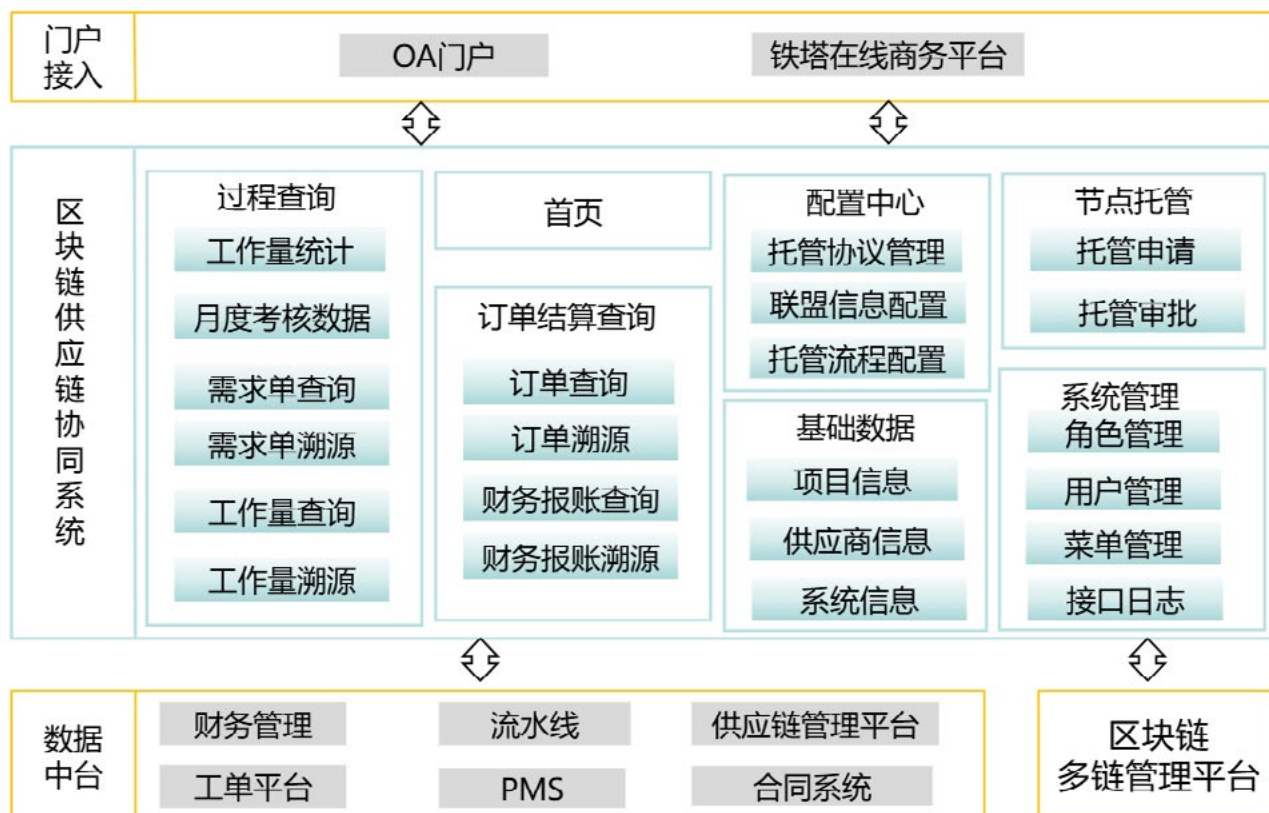 门户
接入
OA门户
铁塔在线商务平台
区块链供应链协同系统
过程查询
工作量统计
月度考核数据
需求单查询
需求单溯源
工作量查询
工作量溯源
首页
订单结算查询
订单查询
订单溯源
财务报账查询
财务报账溯源
配置中心
托管协议管理
联盟信息配置
托管流程配置
基础数据
项目信息
供应商信息
系统信息
节点托管
托管申请
托管审批
系统管理
角色管理
用户管理
菜单管理
接口日志
数据
中台
财务管理
流水线
供应链管理平台
工单平台
PMS
合同系统
区块链
多链管理平台